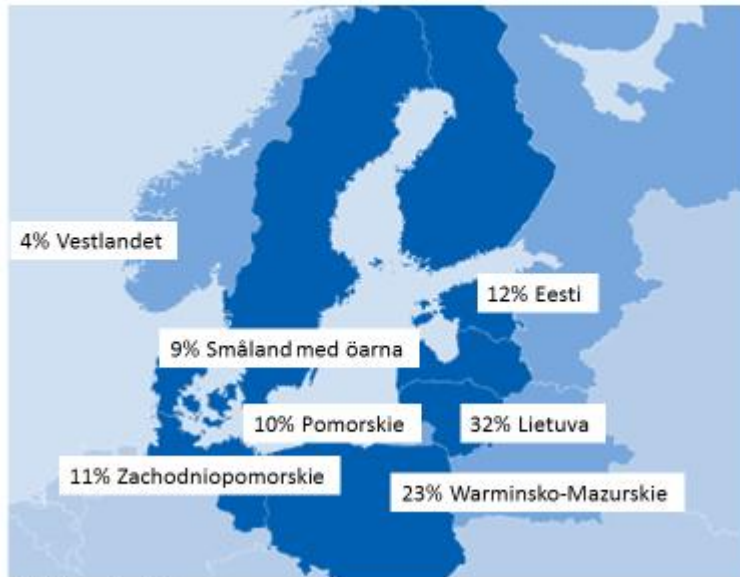 4% Vestlandet
12% Eesti
9% Småland med öarna
10% Pomorskie
32% Lietuva
11% Zachodniopomorskie
23% Warminsko-Mazurskie